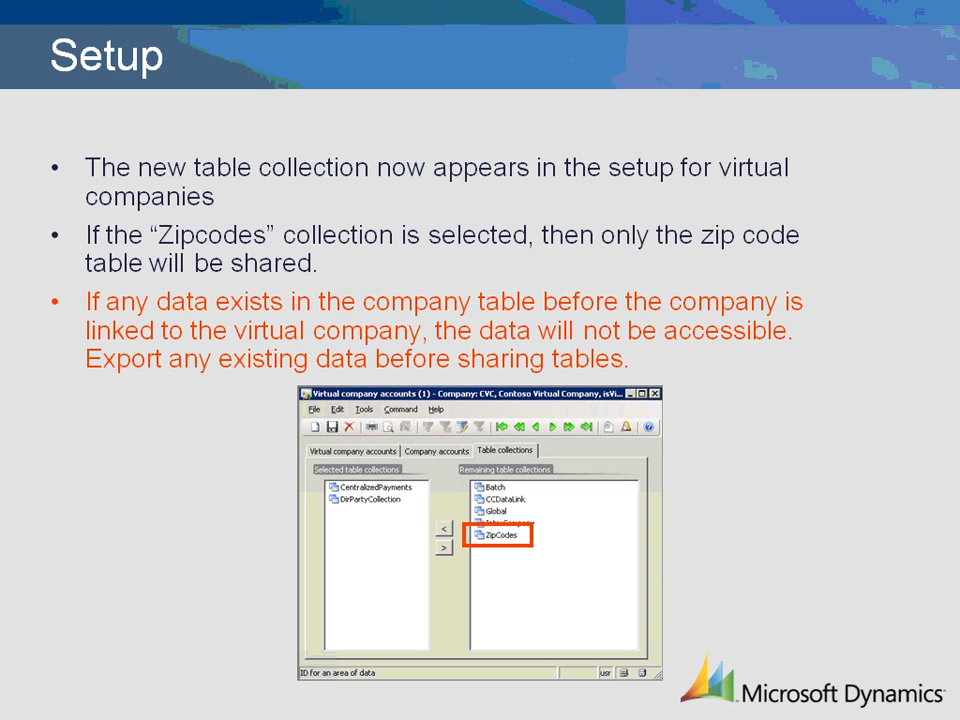 Setup
• The new table collection now appears in the setup for virtual
companies
• If the “Zipcodes” collection is selected, then only the zip code
table will be shared.
• If any data exists in the company table before the company is
linked to the virtual company, the data will not be accessible.
Export any existing data before sharing tables.
Virtual company accounts (1) - Company: CVC, Contoso Virtual Company, isVi...
File Edit Tools Command Help
Virtual company accounts Company accounts Table collections
Selected table collections Remaining table collections
CentralizedPayments
DirPartyCollection
Batch
CCDataLink
Global
InterCompany
ZipCodes
<
>
ID for an area of data usr
Microsoft Dynamics